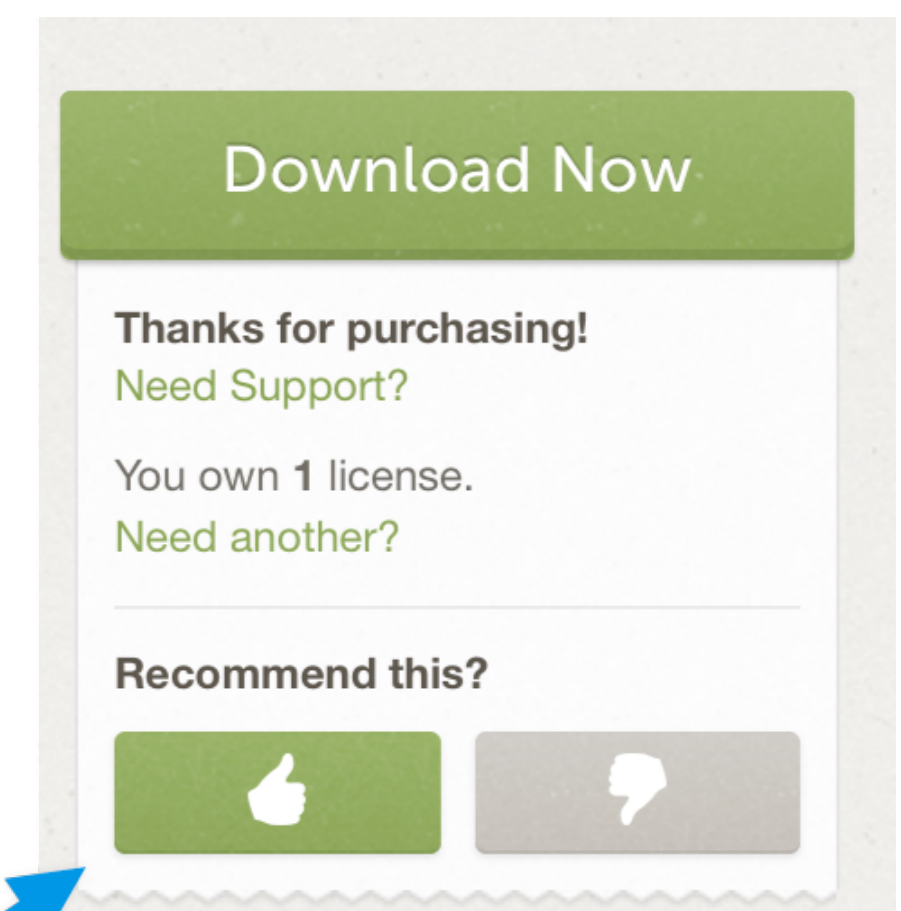 Download Now
Thanks for purchasing!
Need Support?
You own 1 license.
Need another?
Recommend this?